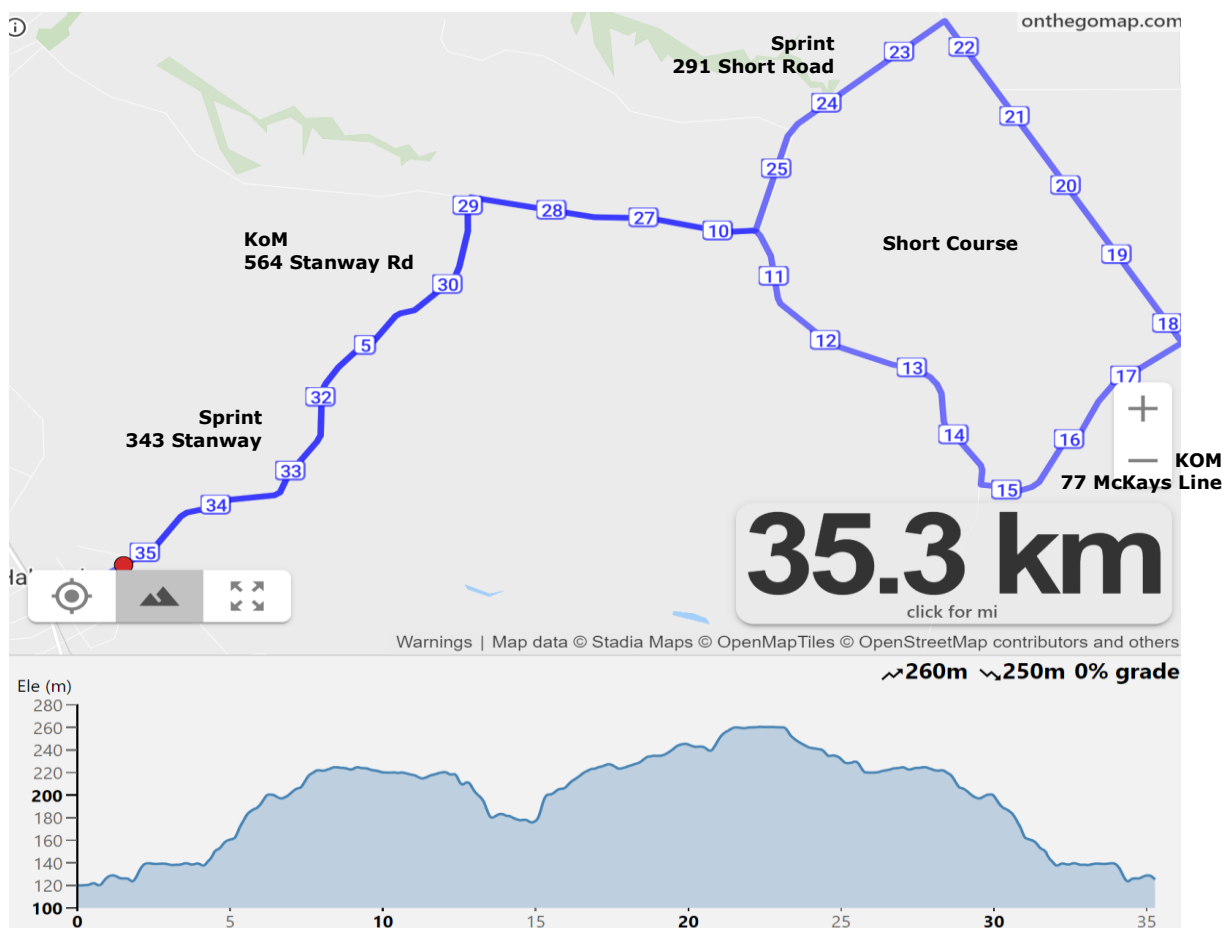 i
onthegomap.com
Sprint
291 Short Road
23
22
24
21
25
20
29
28
27
10
KoM
564 Stanway Rd
Short Course
19
11
30
18
5
12
13
17
32
Sprint
343 Stanway
14
16
33
KOM
77 McKays Line
15
34
35
35.3 km
click for mi
Warnings | Map data © Stadia Maps © OpenMapTiles © OpenStreetMap contributors and others
260m 250m 0% grade
Ele (m)
280
260
240
220
200
180
160
140
120
100
0 5 10 15 20 25 30 35